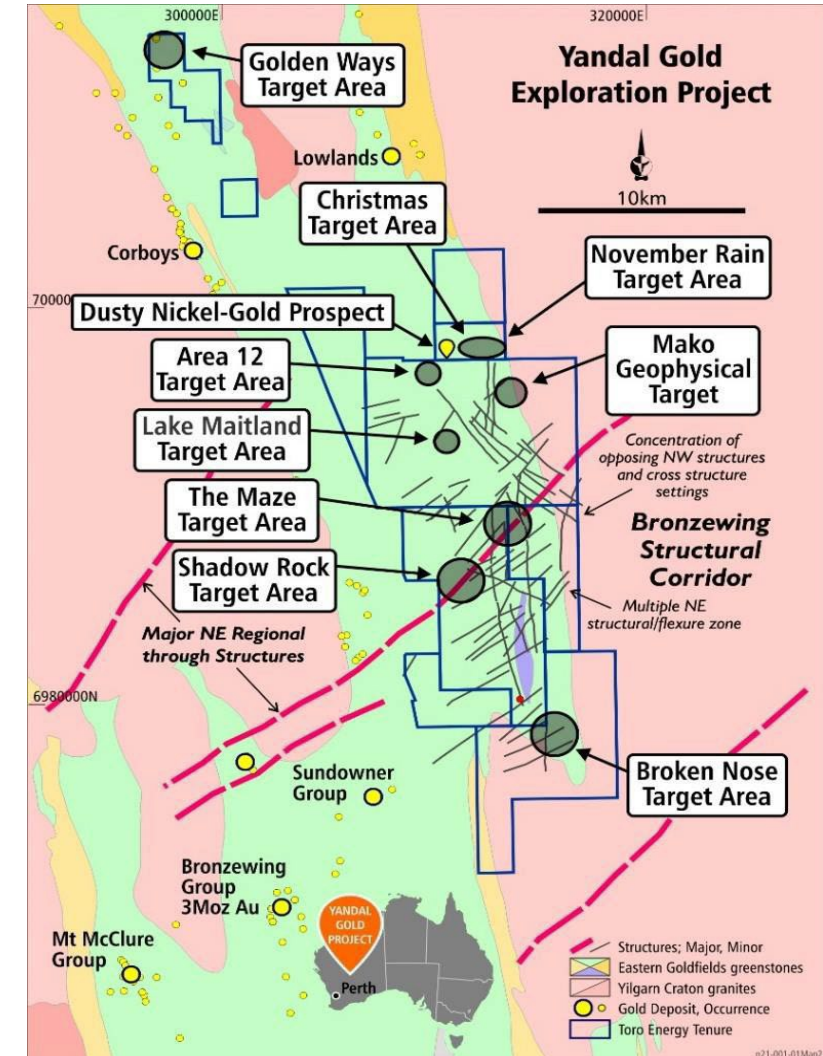 300000E
320000E
Yandal Gold
Exploration Project
10km
Golden Ways
Target Area
Lowlands
Christmas
Target Area
Corboys
November Rain
Target Area
70000
Dusty Nickel-Gold Prospect
Area 12
Target Area
Mako
Geophysical
Target
Lake Maitland
Target Area
Concentration of
opposing NW structures
and cross structure
settings
The Maze
Target Area
Bronzewing
Structural
Corridor
Shadow Rock
Target Area
Multiple NE
structural/flexure zone
Major NE Regional
through Structures
6980000N
Sundowner
Group
Broken Nose
Target Area
Bronzewing
Group
3Moz Au
YANDAL
GOLD
PROJECT
Perth
Mt McClure
Group
Structures; Major, Minor
Eastern Goldfields greenstones
Yilgarn Craton granites
Gold Deposit, Occurrence
Toro Energy Tenure